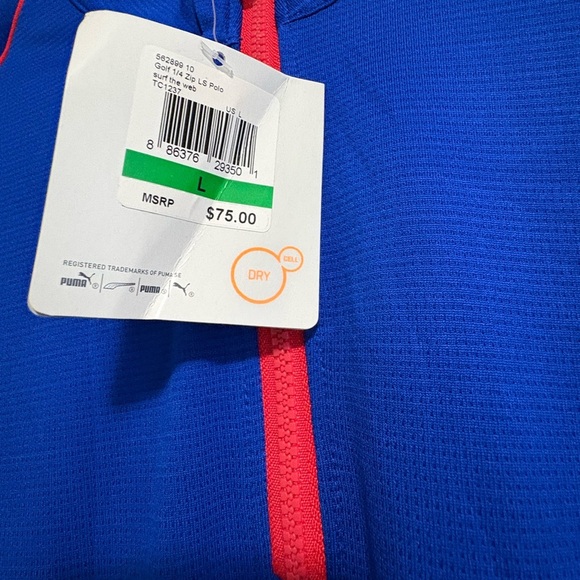 562899 10
Golf 1/4 Zip LS Polo
surf the web
TC1237
US L
8 86376 29350 1
L
MSRP $75.00
REGISTERED TRADEMARKS OF PUMA SE
PUMA ® ® PUMA ® ®
DRY CELL